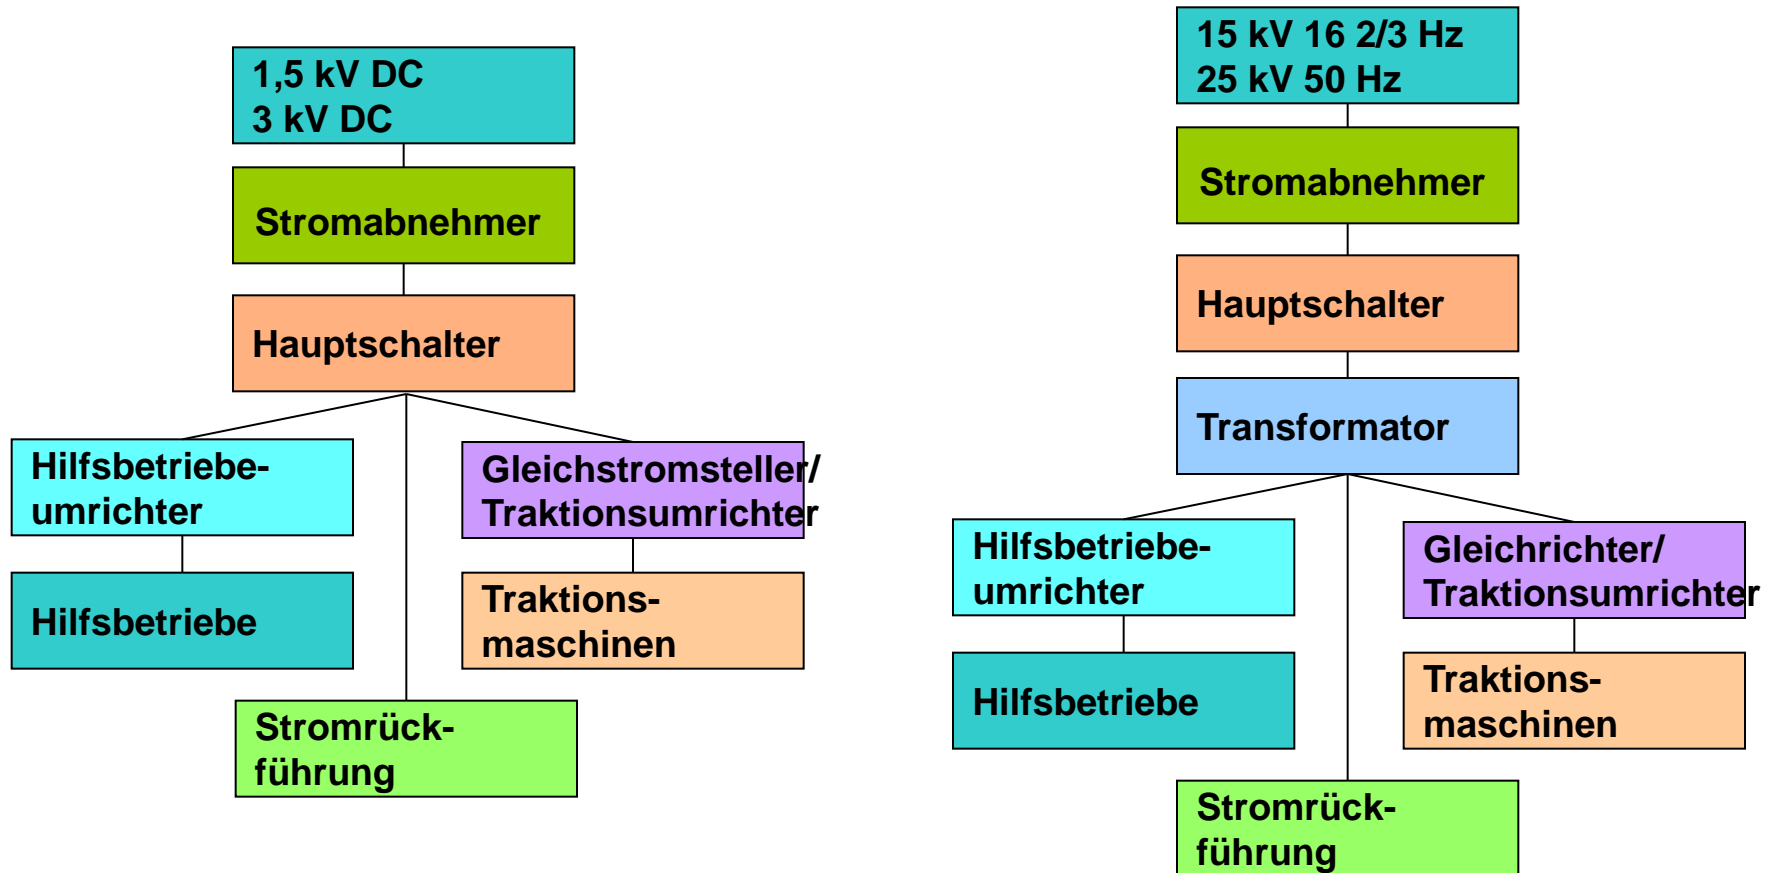 1,5 kV DC
3 kV DC
Stromabnehmer
Hauptschalter
Hilfsbetriebe-
umrichter
Gleichstromsteller/
Traktionsumrichter
Hilfsbetriebe
Traktions-
maschinen
Stromrück-
führung
15 kV 16 2/3 Hz
25 kV 50 Hz
Stromabnehmer
Hauptschalter
Transformator
Hilfsbetriebe-
umrichter
Gleichrichter/
Traktionsumrichter
Hilfsbetriebe
Traktions-
maschinen
Stromrück-
führung